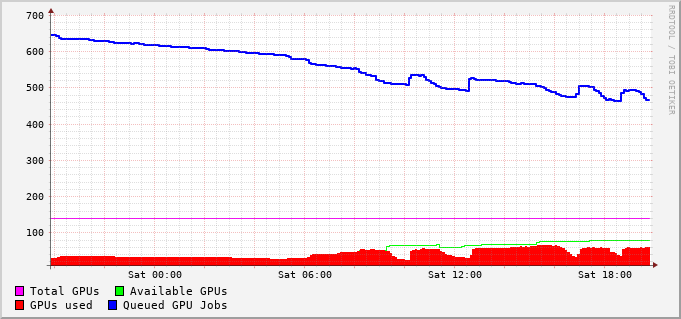 700
600
500
400
300
200
100
Sat 00:00 Sat 06:00 Sat 12:00 Sat 18:00
Total GPUs Available GPUs
GPUs used Queued GPU Jobs
RRDTOOL / TOBI OETIKER